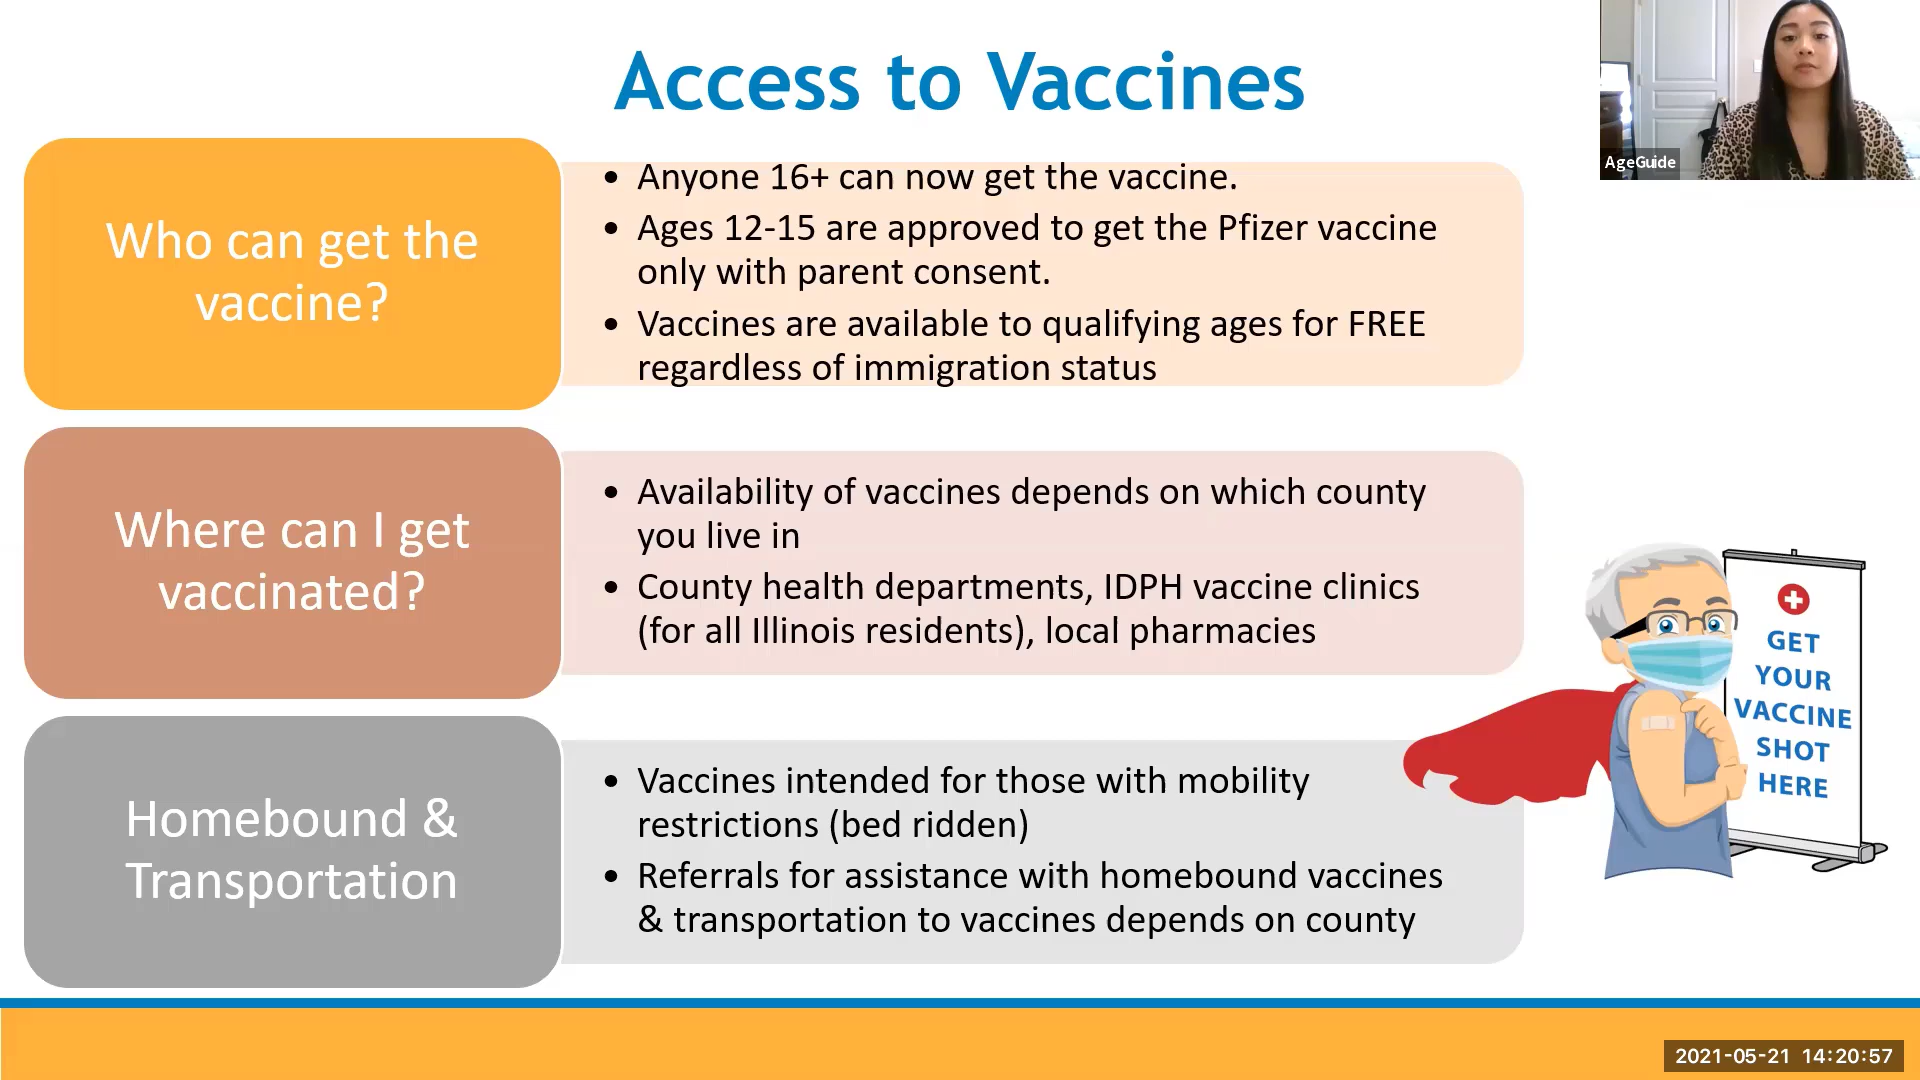 Access to Vaccines
AgeGuide
Who can get the
vaccine?
• Anyone 16+ can now get the vaccine.
• Ages 12-15 are approved to get the Pfizer vaccine
only with parent consent.
• Vaccines are available to qualifying ages for FREE
regardless of immigration status
Where can I get
vaccinated?
• Availability of vaccines depends on which county
you live in
• County health departments, IDPH vaccine clinics
(for all Illinois residents), local pharmacies
Homebound &
Transportation
• Vaccines intended for those with mobility
restrictions (bed ridden)
• Referrals for assistance with homebound vaccines
& transportation to vaccines depends on county
GET
YOUR
VACCINE
SHOT
HERE
2021-05-21 14:20:57